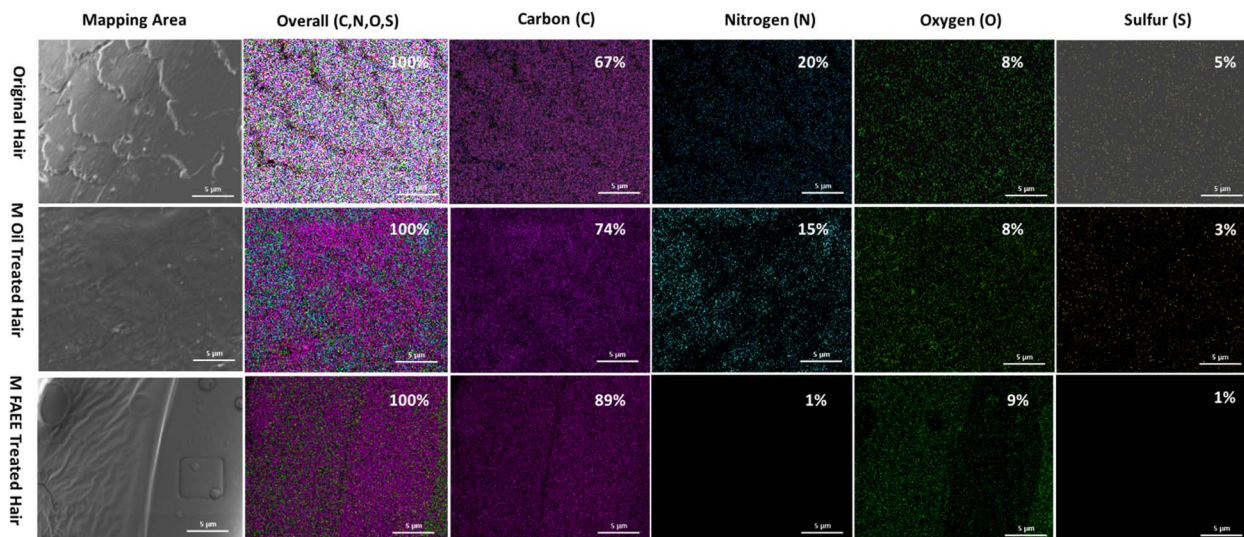 Mapping Area Overall (C,N,O,S) Carbon (C) Nitrogen (N) Oxygen (O) Sulfur (S)
Original Hair
100% 67% 20% 8% 5%
5 µm 5 µm 5 µm 5 µm 5 µm 5 µm
M Oil Treated Hair
100% 74% 15% 8% 3%
5 µm 5 µm 5 µm 5 µm 5 µm 5 µm
M FAEE Treated Hair
100% 89% 1% 9% 1%
5 µm 5 µm 5 µm 5 µm 5 µm 5 µm